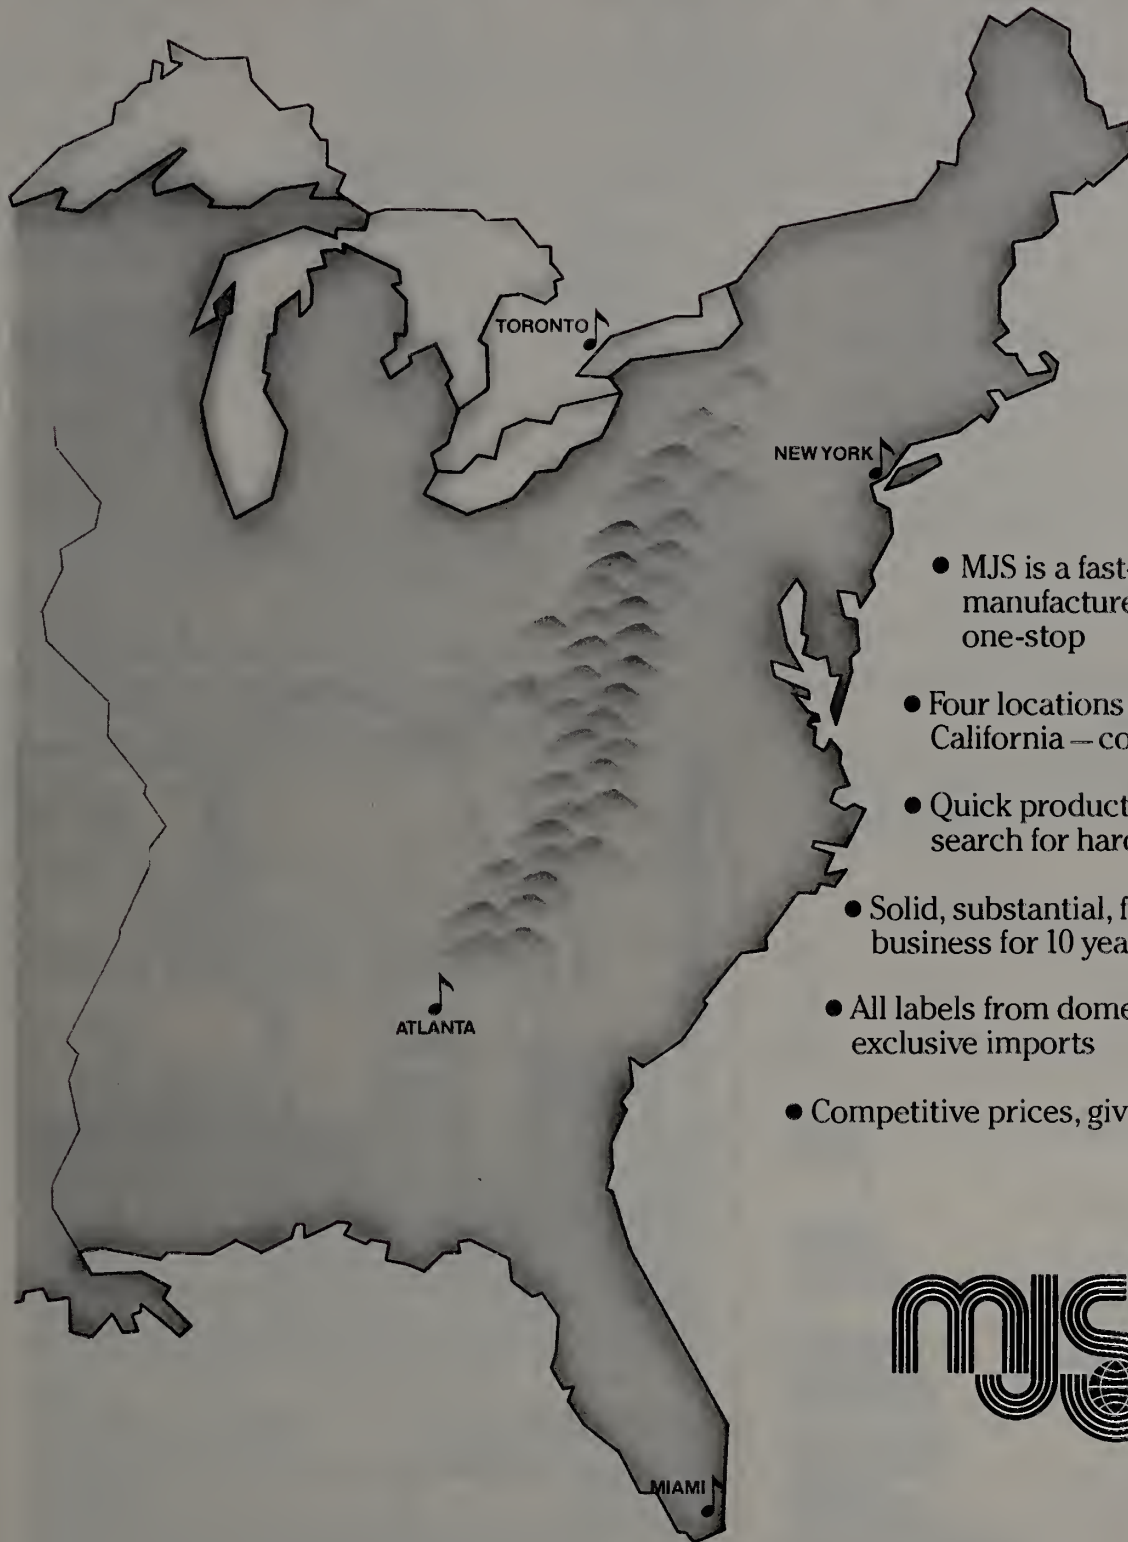 TORONTO
NEW YORK
● MJS is a fast-
manufacture
one-stop
● Four locations
California – co
● Quick product
search for hard
● Solid, substantial, f
business for 10 yea
● All labels from dome
exclusive imports
● Competitive prices, giv
ATLANTA
mjs
MIAMI